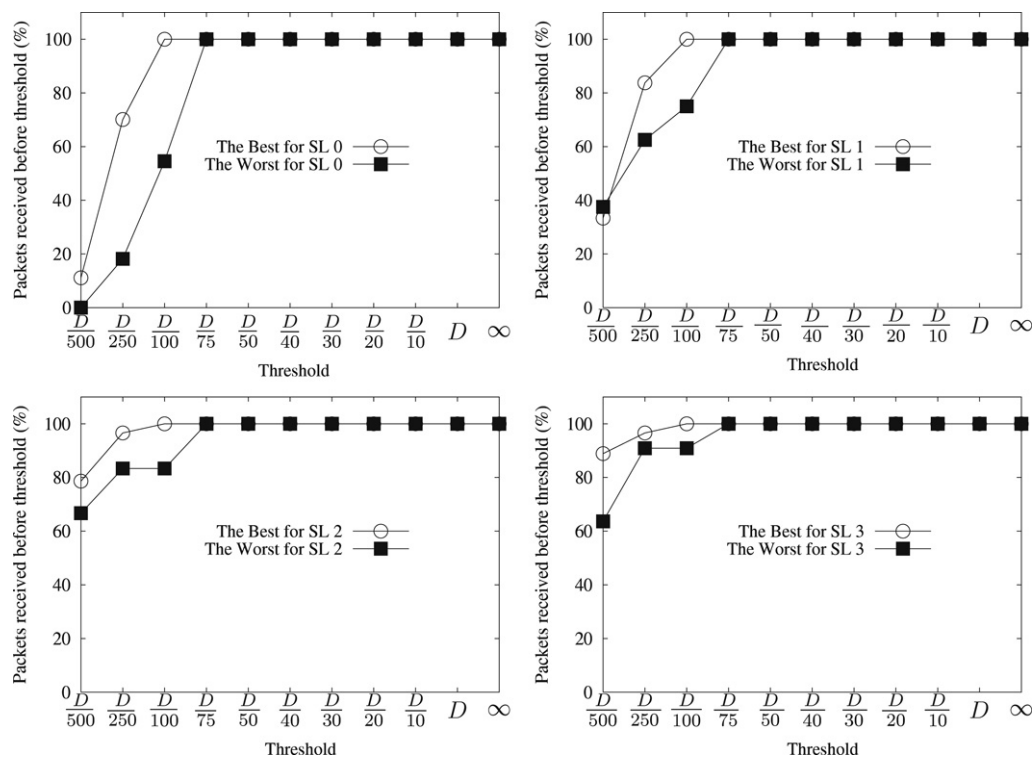 Packets received before threshold (%)
100
80
60
40
20
0
The Best for SL 0
The Worst for SL 0
D/500 D/250 D/100 D/75 D/50 D/40 D/30 D/20 D/10 D ∞
Threshold
Packets received before threshold (%)
100
80
60
40
20
0
The Best for SL 1
The Worst for SL 1
D/500 D/250 D/100 D/75 D/50 D/40 D/30 D/20 D/10 D ∞
Threshold
Packets received before threshold (%)
100
80
60
40
20
0
The Best for SL 2
The Worst for SL 2
D/500 D/250 D/100 D/75 D/50 D/40 D/30 D/20 D/10 D ∞
Threshold
Packets received before threshold (%)
100
80
60
40
20
0
The Best for SL 3
The Worst for SL 3
D/500 D/250 D/100 D/75 D/50 D/40 D/30 D/20 D/10 D ∞
Threshold